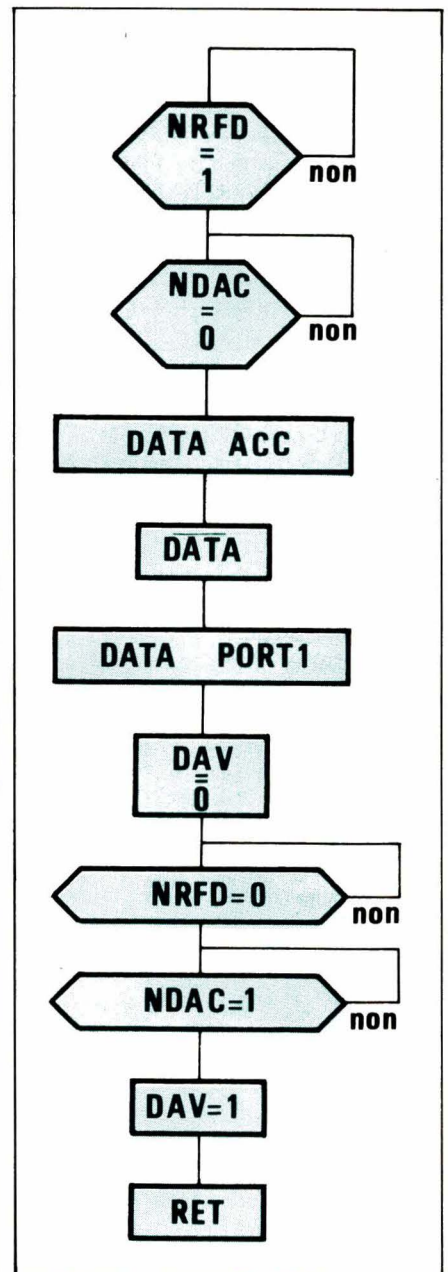 NRFD
=
1
non
NDAC
=
0
non
DATA ACC
D̅A̅T̅A̅
DATA PORT1
DAV
=
0
NRFD=0
non
NDAC=1
non
DAV=1
RET